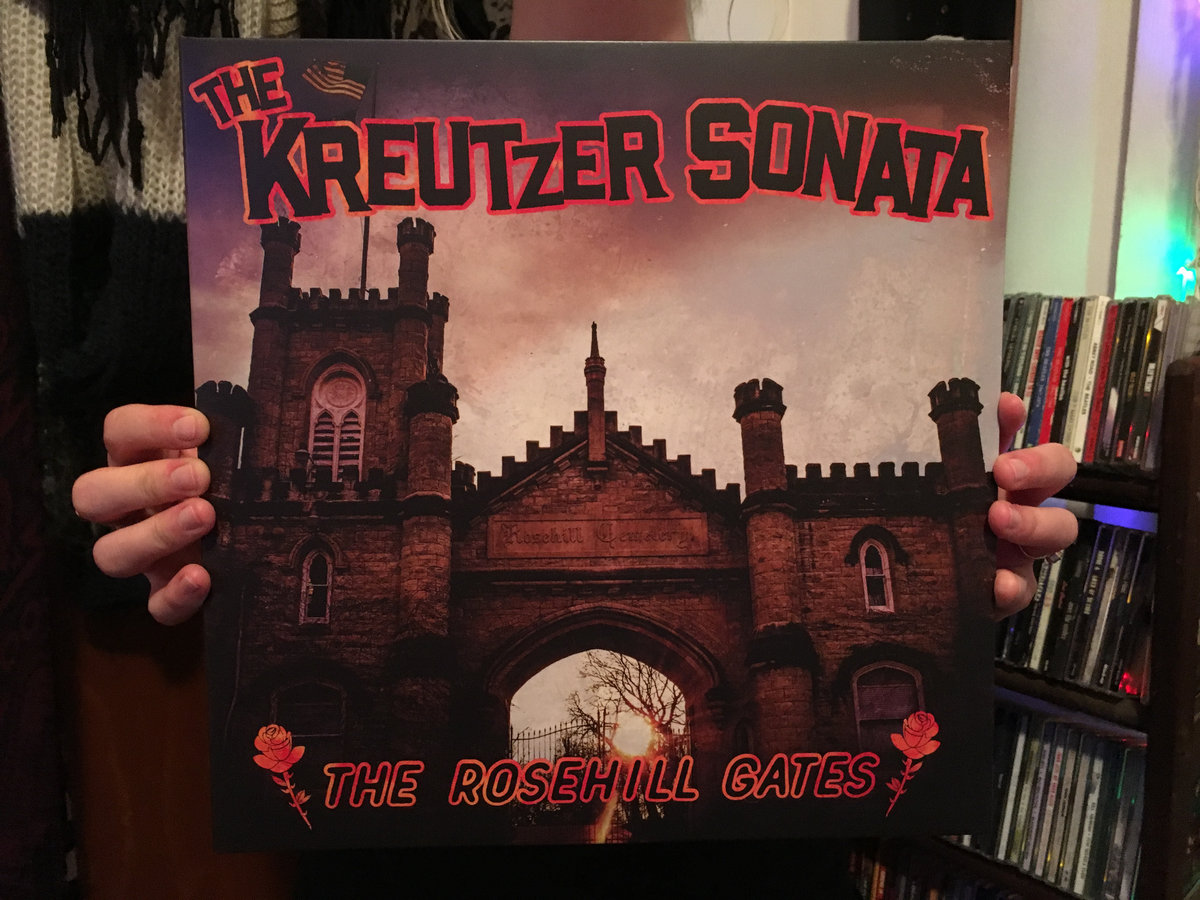 THE
KREUTZER SONATA
Rosehill Cemetery.
THE ROSEHILL GATES